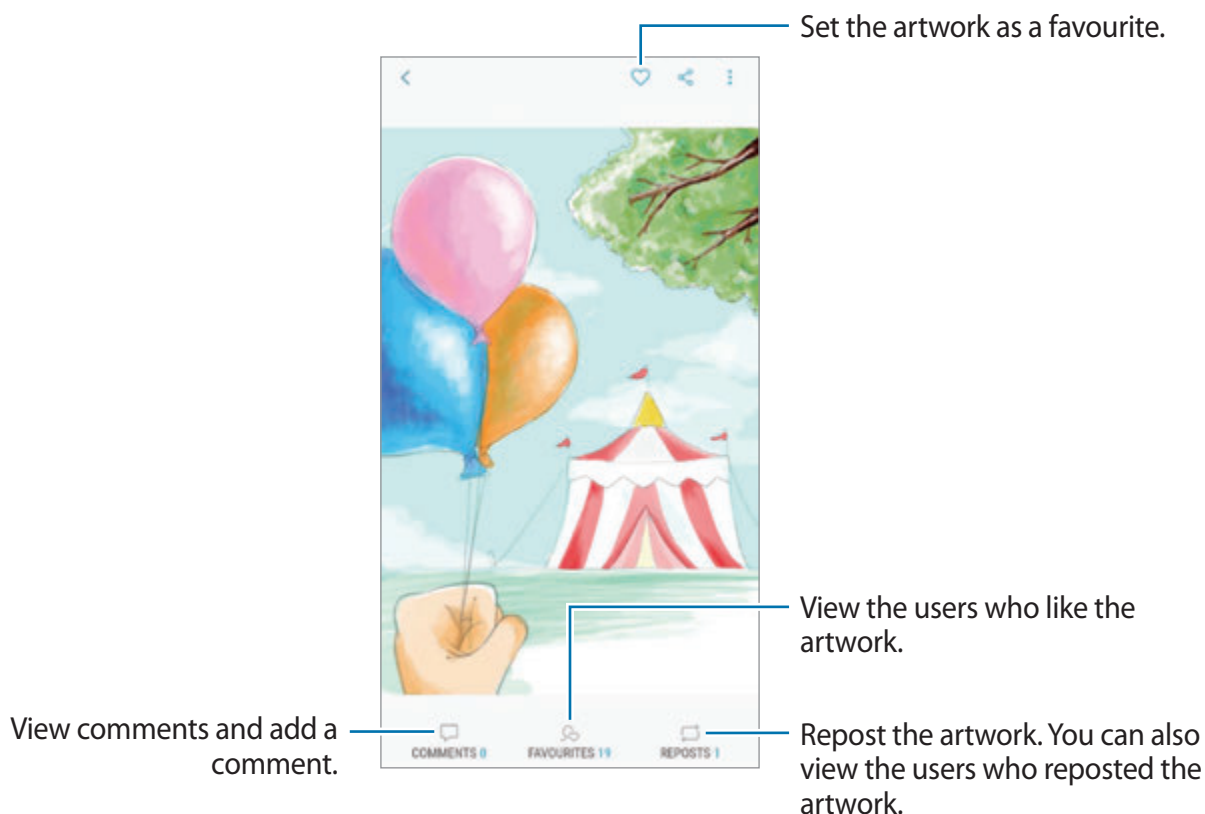 Set the artwork as a favourite.
View the users who like the
artwork.
View comments and add a
comment.
COMMENTS 0
FAVOURITES 19
REPOSTS 1
Repost the artwork. You can also
view the users who reposted the
artwork.